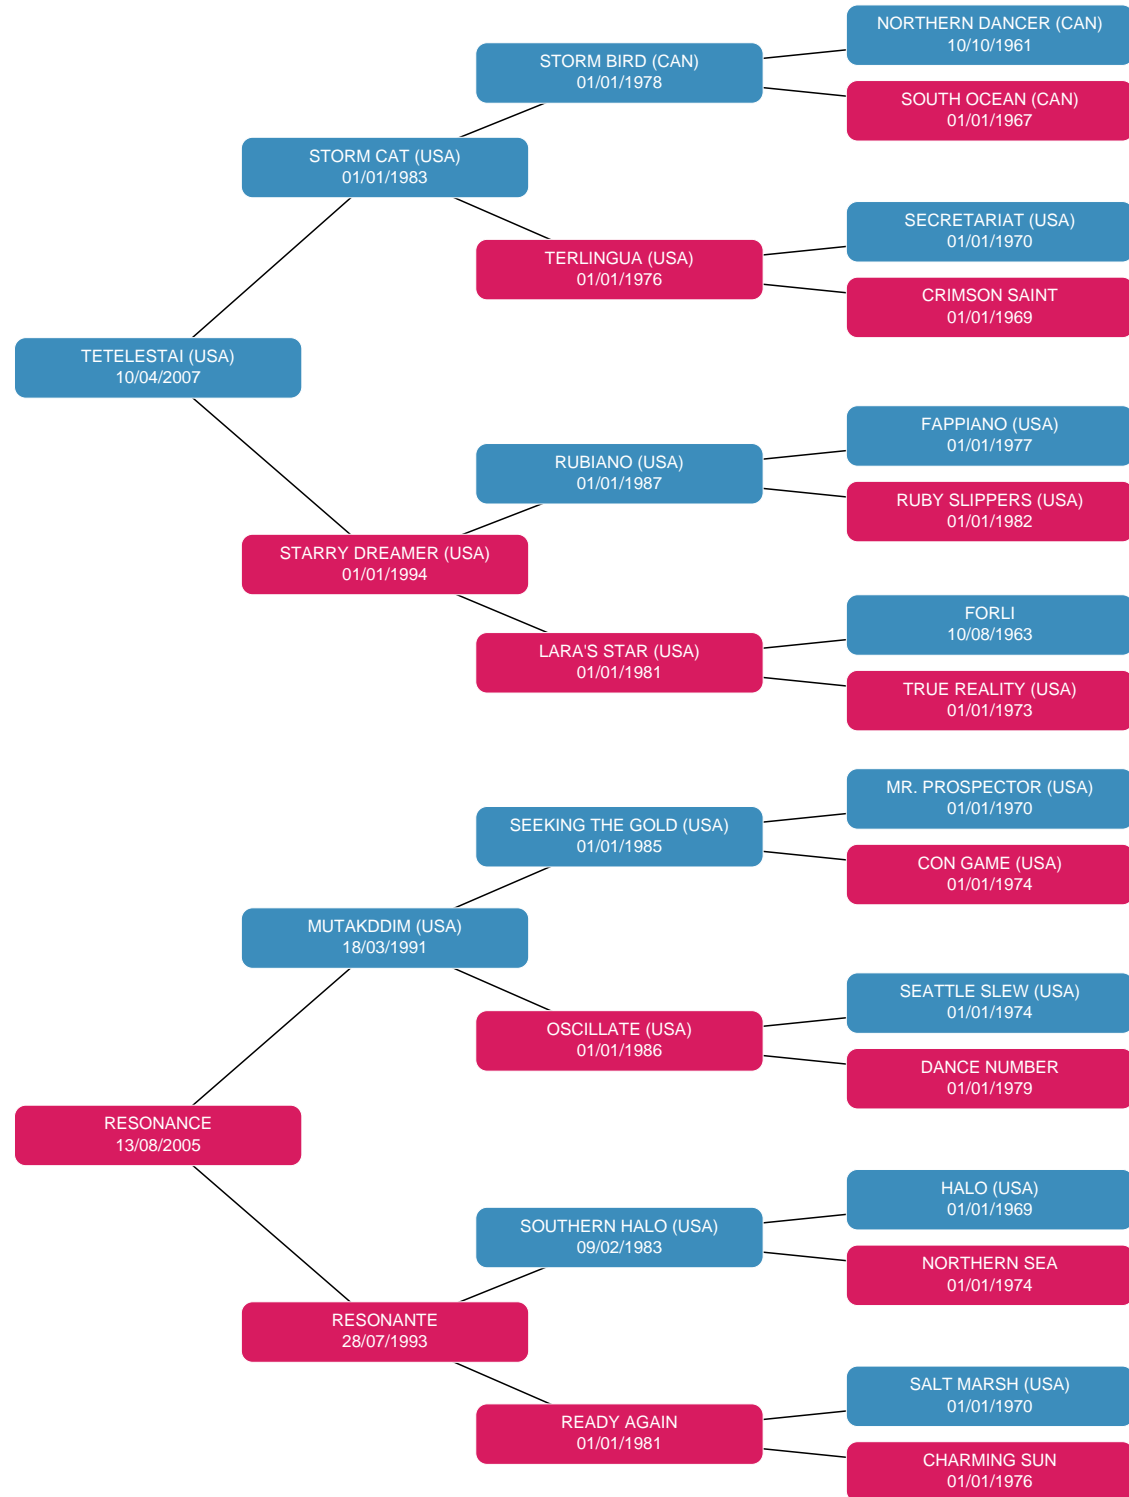 NORTHERN DANCER (CAN)
10/10/1961
STORM BIRD (CAN)
01/01/1978
SOUTH OCEAN (CAN)
01/01/1967
STORM CAT (USA)
01/01/1983
SECRETARIAT (USA)
01/01/1970
TERLINGUA (USA)
01/01/1976
CRIMSON SAINT
01/01/1969
TETELESTAI (USA)
10/04/2007
FAPPIANO (USA)
01/01/1977
RUBIANO (USA)
01/01/1987
RUBY SLIPPERS (USA)
01/01/1982
STARRY DREAMER (USA)
01/01/1994
FORLI
10/08/1963
LARA'S STAR (USA)
01/01/1981
TRUE REALITY (USA)
01/01/1973
MR. PROSPECTOR (USA)
01/01/1970
SEEKING THE GOLD (USA)
01/01/1985
CON GAME (USA)
01/01/1974
MUTAKDDIM (USA)
18/03/1991
SEATTLE SLEW (USA)
01/01/1974
OSCILLATE (USA)
01/01/1986
DANCE NUMBER
01/01/1979
RESONANCE
13/08/2005
HALO (USA)
01/01/1969
SOUTHERN HALO (USA)
09/02/1983
NORTHERN SEA
01/01/1974
RESONANTE
28/07/1993
SALT MARSH (USA)
01/01/1970
READY AGAIN
01/01/1981
CHARMING SUN
01/01/1976